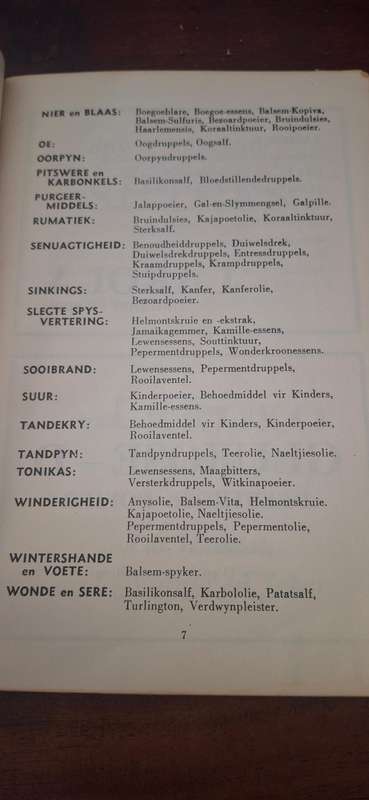 NIER en BLAAS: Boegoeblare, Boegoe-essens, Balsem-Kopiva,
Balsem-Sulfuris, Bezoardpoeier, Bruindulsies,
Haarlemensis, Koraaltinktuur, Rooipoeier.
OE: Oogdruppels, Oogsalf.
OORPYN: Oorpyndruppels.
PITSWERE en
KARBONKELS: Basilikonsalf, Bloedstillendedruppels.
PURGEER-
MIDDELS: Jalappoeier, Gal-en-Slymmengsel, Galpille.
RUMATIEK: Bruindulsies, Kajapoetolie, Koraaltinktuur,
Sterksalf.
SENUAGTIGHEID: Benoudheiddruppels, Duiwelsdrek,
Duiwelsdrekdruppels, Entressdruppels,
Kraamdruppels, Krampdruppels,
Stuipdruppels.
SINKINGS: Sterksalf, Kanfer, Kanferolie,
Bezoardpoeier.
SLEGTE SPYS-
VERTERING: Helmontskruie en -ekstrak,
Jamaikagemmer, Kamille-essens,
Lewensessens, Souttinktuur,
Pepermentdruppels, Wonderkroonessens.
SOOIBRAND: Lewensessens, Pepermentdruppels,
Rooilaventel.
SUUR: Kinderpoeier, Behoedmiddel vir Kinders,
Kamille-essens.
TANDEKRY: Behoedmiddel vir Kinders, Kinderpoeier,
Rooilaventel.
TANDPYN: Tandpyndruppels, Teerolie, Naeltjiesolie.
TONIKAS: Lewensessens, Maagbitters,
Versterkdruppels, Witkinapoeier.
WINDERIGHEID: Anysolie, Balsem-Vita, Helmontskruie.
Kajapoetolie, Naeltjiesolie.
Pepermentdruppels, Pepermentolie,
Rooilaventel, Teerolie.
WINTERSHANDE
en VOETE: Balsem-spyker.
WONDE en SERE: Basilikonsalf, Karbololie, Patatsalf,
Turlington, Verdwynpleister.
7